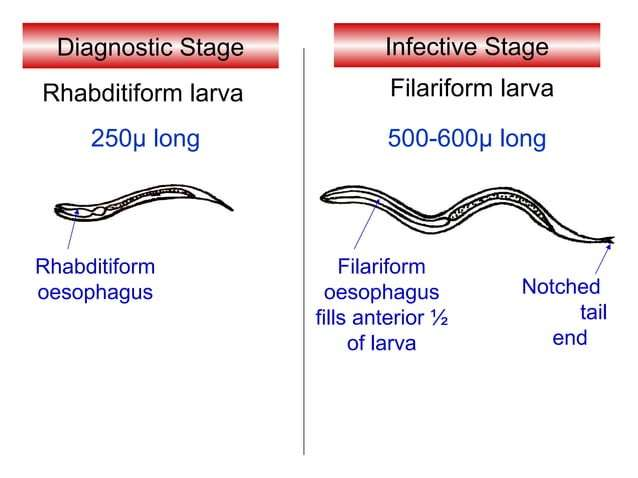 Diagnostic Stage
Rhabditiform larva
250μ long
Rhabditiform
oesophagus
Infective Stage
Filariform larva
500-600μ long
Filariform
oesophagus
fills anterior ½
of larva
Notched
tail
end